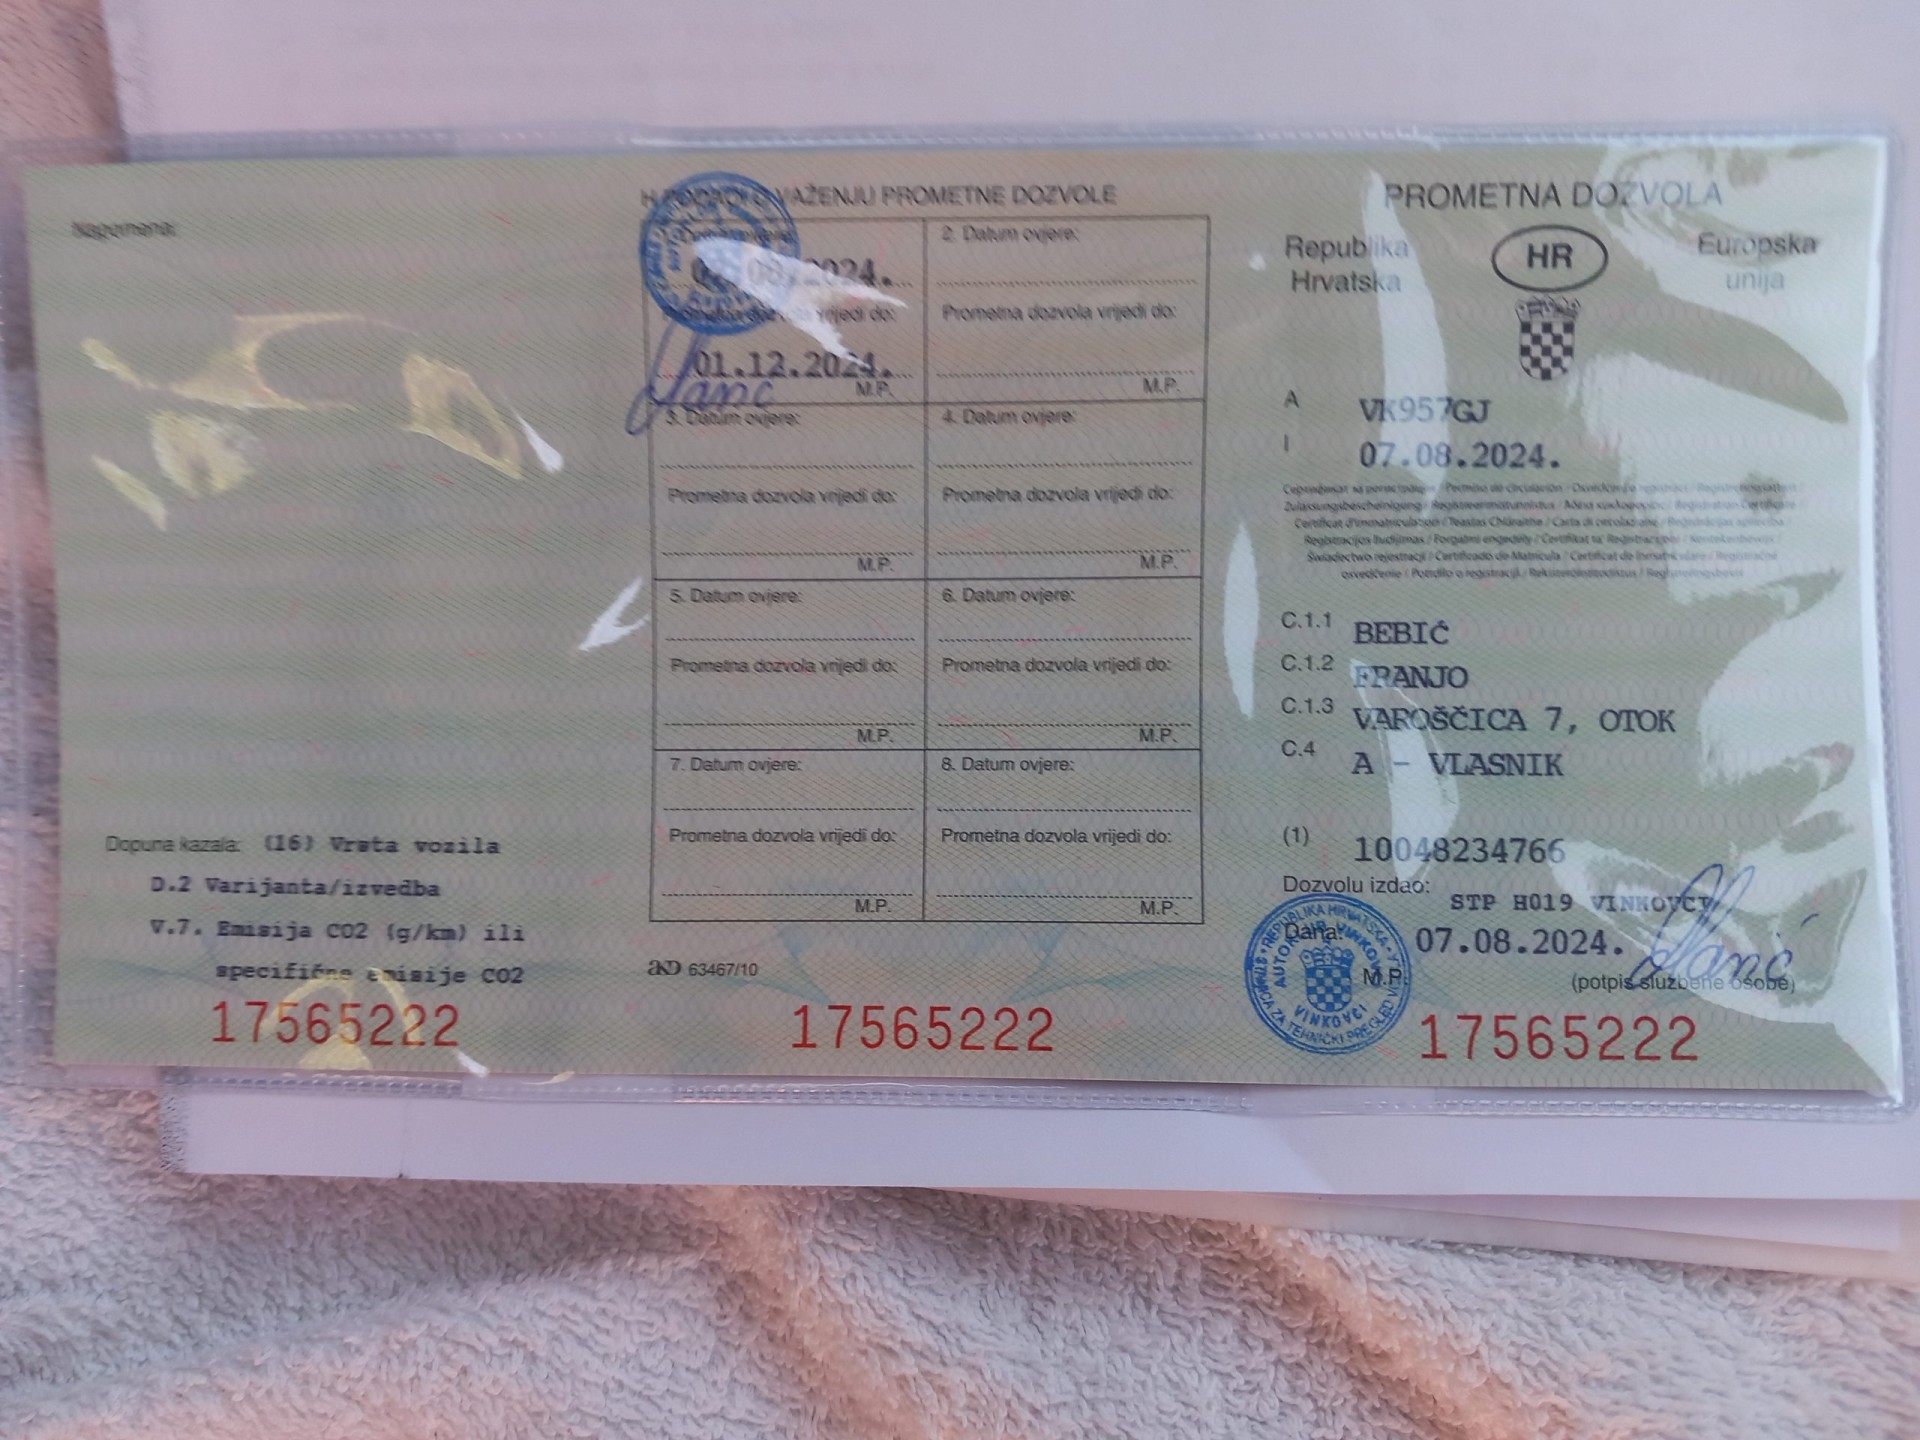 Napomena:
Dopuna kazala: (16) Vrsta vozila
D.2 Varijanta/izvedba
V.7. Emisija CO2 (g/km) ili
specifične emisije CO2
17565222
VAŽENJU PROMETNE DOZVOLE
08.2024.
Prometna dozvola vrijedi do:
01.12.2024.
M.P.
2. Datum ovjere:
Prometna dozvola vrijedi do:
M.P.
3. Datum ovjere:
Prometna dozvola vrijedi do:
M.P.
4. Datum ovjere:
Prometna dozvola vrijedi do:
M.P.
5. Datum ovjere:
Prometna dozvola vrijedi do:
M.P.
6. Datum ovjere:
Prometna dozvola vrijedi do:
M.P.
7. Datum ovjere:
Prometna dozvola vrijedi do:
M.P.
8. Datum ovjere:
Prometna dozvola vrijedi do:
M.P.
AKD 63467/10
17565222
PROMETNA DOZVOLA
Republika
Hrvatska
HR
Europska
unija
A VK957GJ
I 07.08.2024.
C.1.1 BEBIĆ
C.1.2 FRANJO
C.1.3 VAROŠČICA 7, OTOK
C.4 A - VLASNIK
(1) 10048234766
Dozvolu izdao: STP H019 VINKOVCI
Dana: 07.08.2024.
M.P.
(potpis službene osobe)
REPUBLIKA HRVATSKA
VINKOVCI
17565222